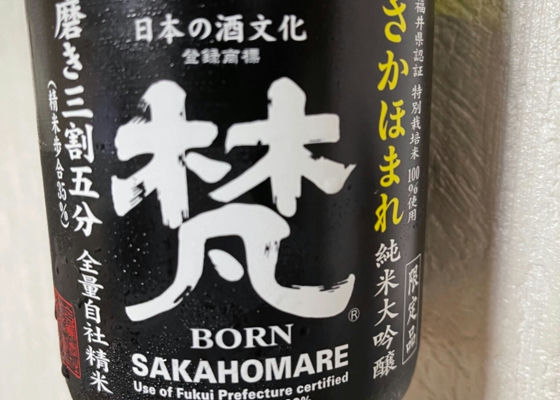 日本の酒文化
登録商標
梵
BORN
SAKAHOMARE
Use of Fukui Prefecture certified
福井県認証 特別栽培米 100%使用
さかほまれ
純米大吟醸
限定品
磨き三割五分
(精米歩合35%)
全量自社精米